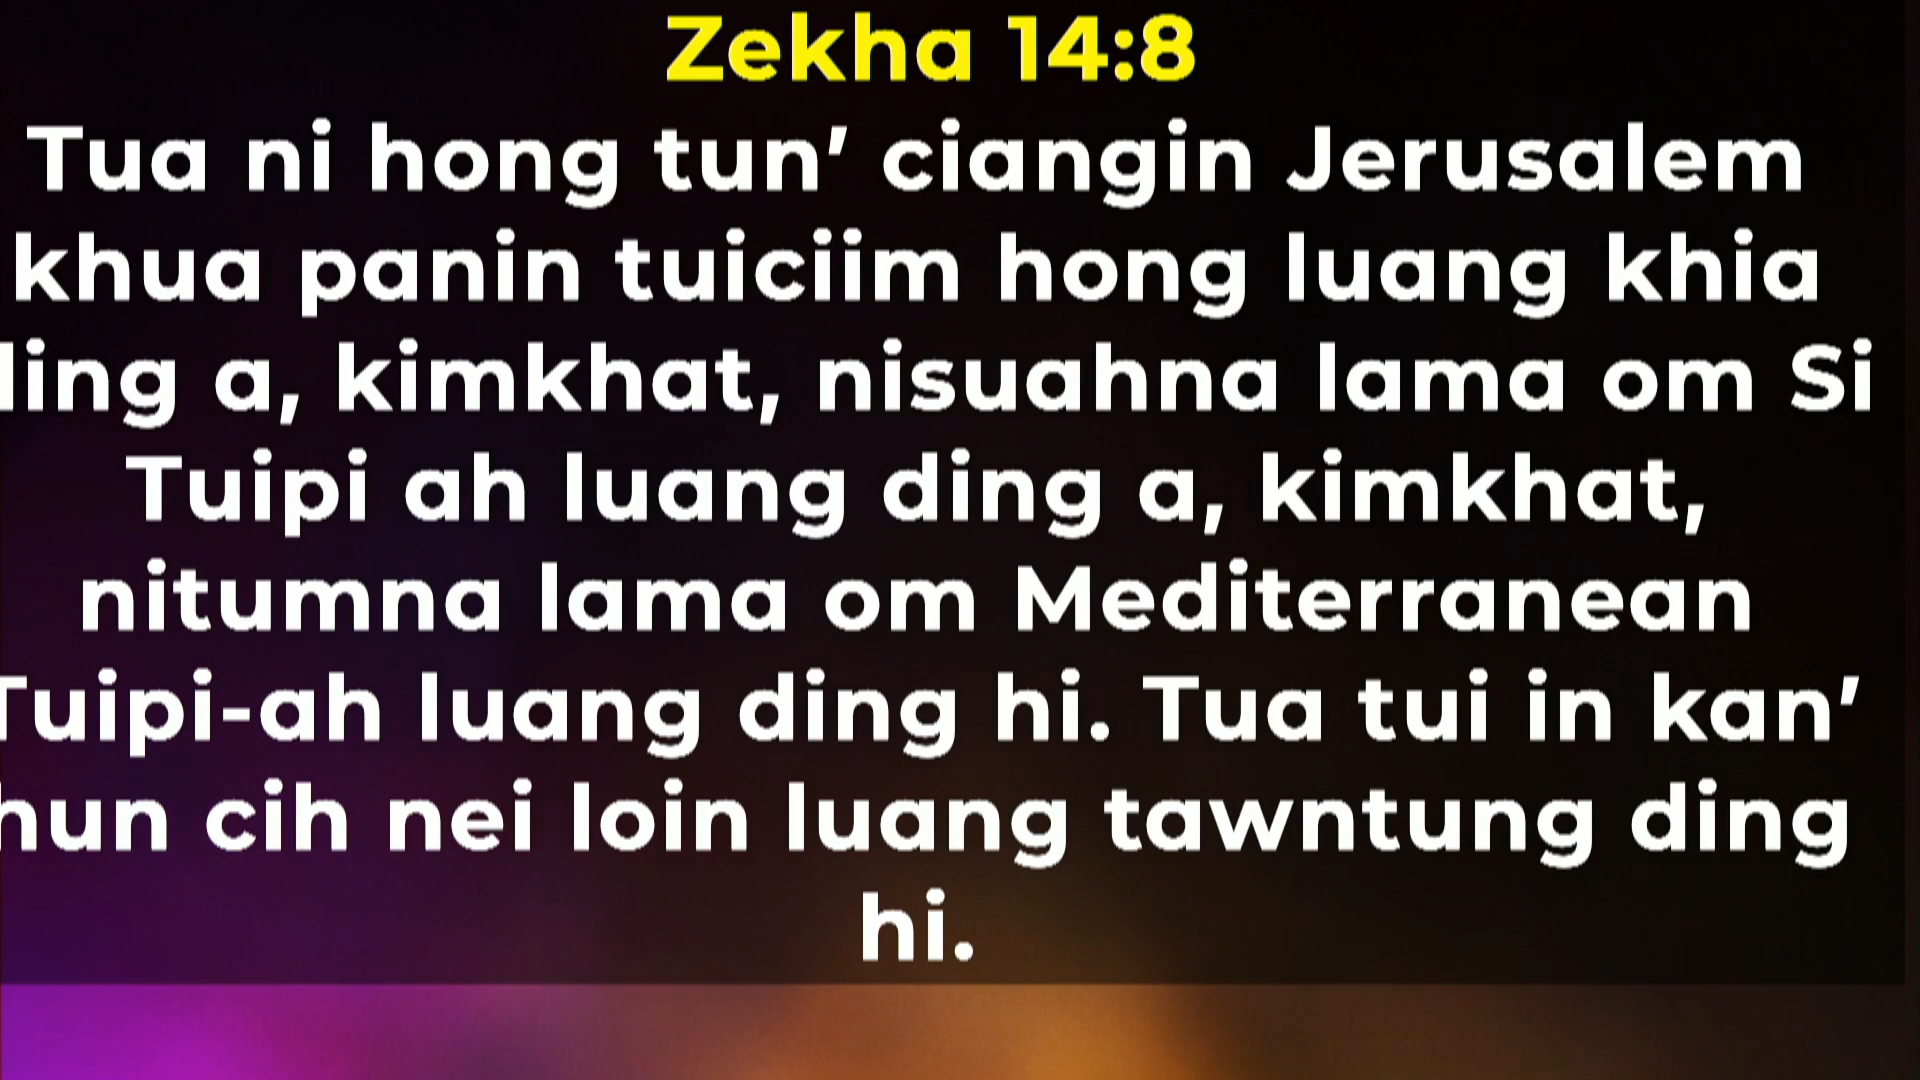 Zekha 14:8
Tua ni hong tun’ ciangin Jerusalem
khua panin tuiciim hong luang khia
ding a, kimkhat, nisuahna lama om Si
Tuipi ah luang ding a, kimkhat,
nitumna lama om Mediterranean
Tuipi-ah luang ding hi. Tua tui in kan’
hun cih nei loin luang tawntung ding
hi.